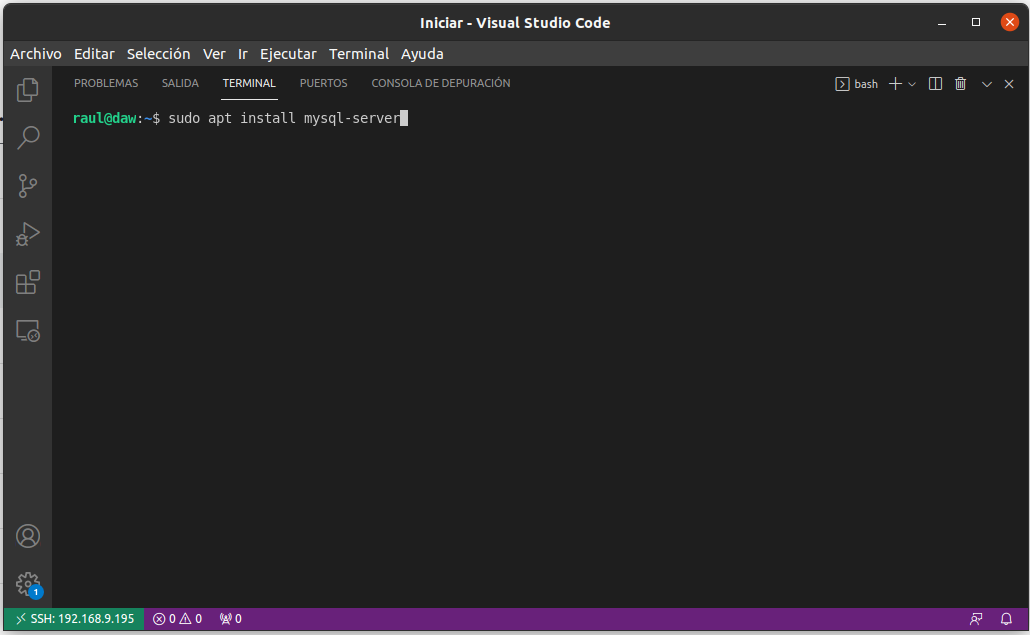 Iniciar - Visual Studio Code
Archivo Editar Selección Ver Ir Ejecutar Terminal Ayuda
PROBLEMAS SALIDA TERMINAL PUERTOS CONSOLA DE DEPURACIÓN bash
raul@daw:~$ sudo apt install mysql-server
1
SSH: 192.168.9.195 0 0 0